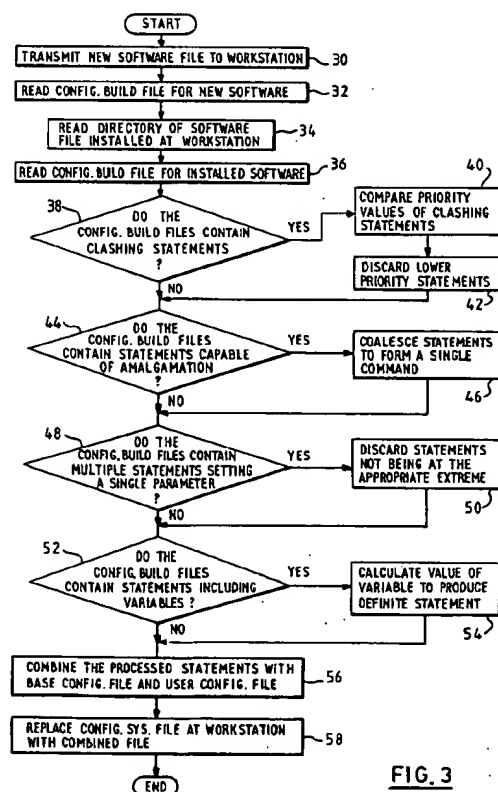 START
TRANSMIT NEW SOFTWARE FILE TO WORKSTATION
30
READ CONFIG.BUILD FILE FOR NEW SOFTWARE
32
READ DIRECTORY OF SOFTWARE
FILE INSTALLED AT WORKSTATION
34
READ CONFIG.BUILD FILE FOR INSTALLED SOFTWARE
36
38
DO THE
CONFIG.BUILD FILES CONTAIN
CLASHING STATEMENTS
?
YES
NO
40
COMPARE PRIORITY
VALUES OF CLASHING
STATEMENTS
DISCARD LOWER
PRIORITY STATEMENTS
42
44
DO THE
CONFIG.BUILD FILES
CONTAIN STATEMENTS CAPABLE
OF AMALGAMATION
?
YES
NO
COALESCE STATEMENTS
TO FORM A SINGLE
COMMAND
46
48
DO THE
CONFIG.BUILD FILES CONTAIN
MULTIPLE STATEMENTS SETTING
A SINGLE PARAMETER
?
YES
NO
DISCARD STATEMENTS
NOT BEING AT THE
APPROPRIATE EXTREME
50
52
DO THE
CONFIG.BUILD FILES
CONTAIN STATEMENTS INCLUDING
VARIABLES ?
YES
NO
CALCULATE VALUE OF
VARIABLE TO PRODUCE
DEFINITE STATEMENT
54
COMBINE THE PROCESSED STATEMENTS WITH
BASE CONFIG.FILE AND USER CONFIG.FILE
56
REPLACE CONFIG.SYS.FILE AT WORKSTATION
WITH COMBINED FILE
58
END
FIG.3